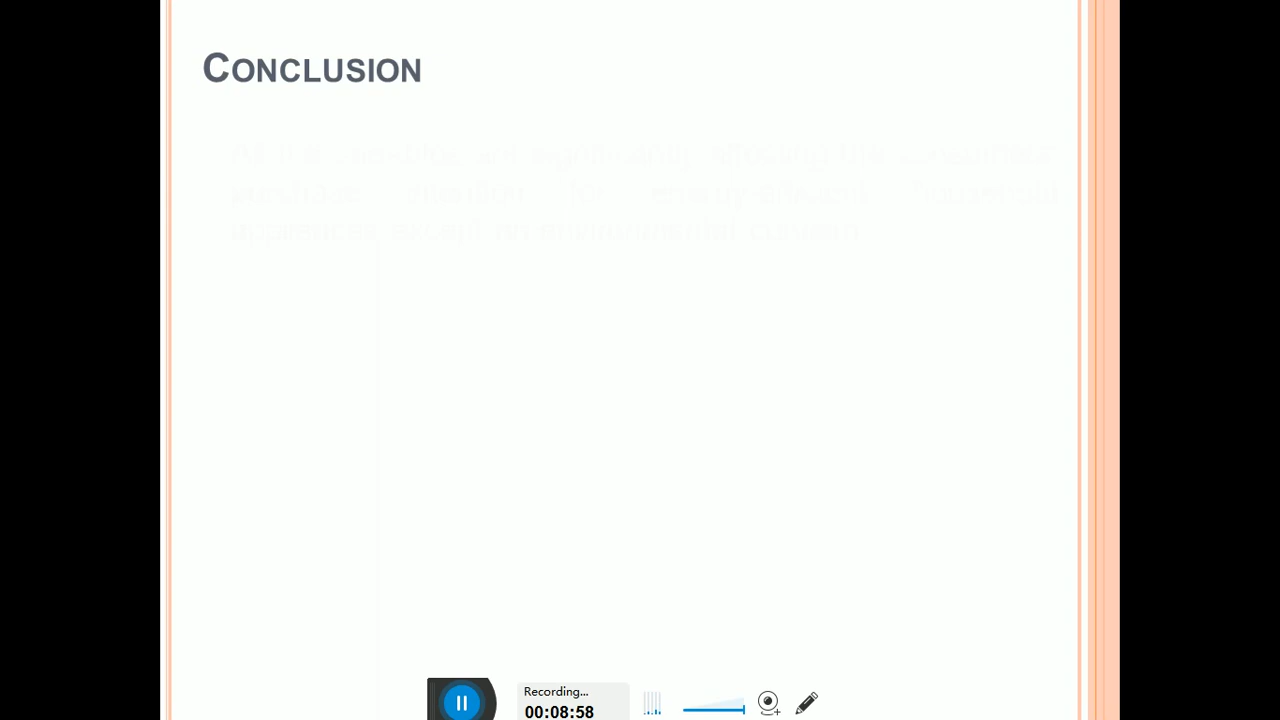 CONCLUSION
All the variables are significantly affecting the consumers'
purchase intention for energy-efficient household
appliances except environmental concern
Recording...
00:08:58